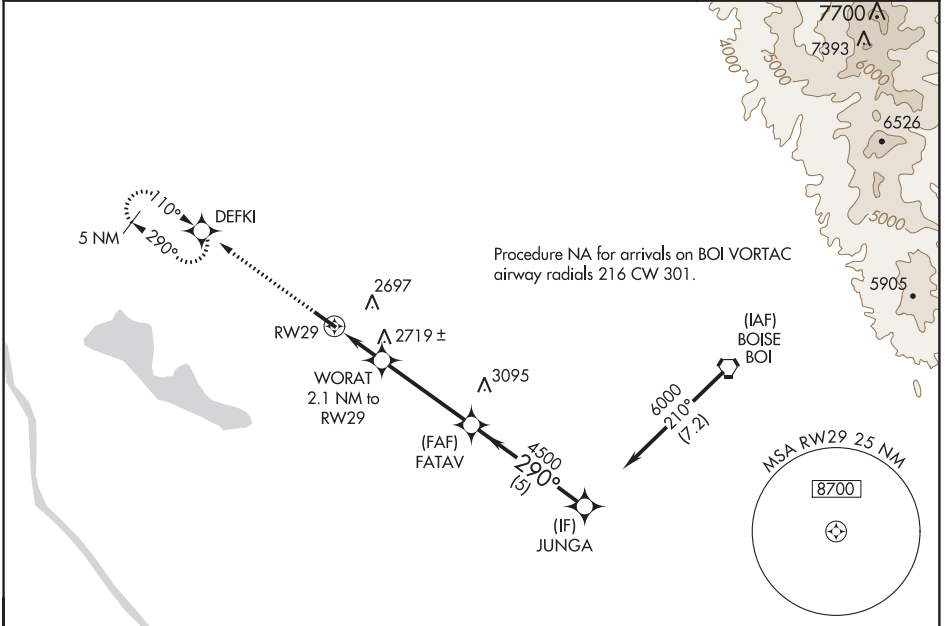 7700
7393
4000
5000
6000
6526
5000
5905
110°
DEFKI
5 NM
290°
Procedure NA for arrivals on BOI VORTAC
airway radials 216 CW 301.
2697
RW29
2719 ±
(IAF)
BOISE
BOI
WORAT
2.1 NM to
RW29
3095
6000
210°
(7.2)
(FAF)
FATAV
4500
290°
(5)
(IF)
JUNGA
MSA RW29 25 NM
8700